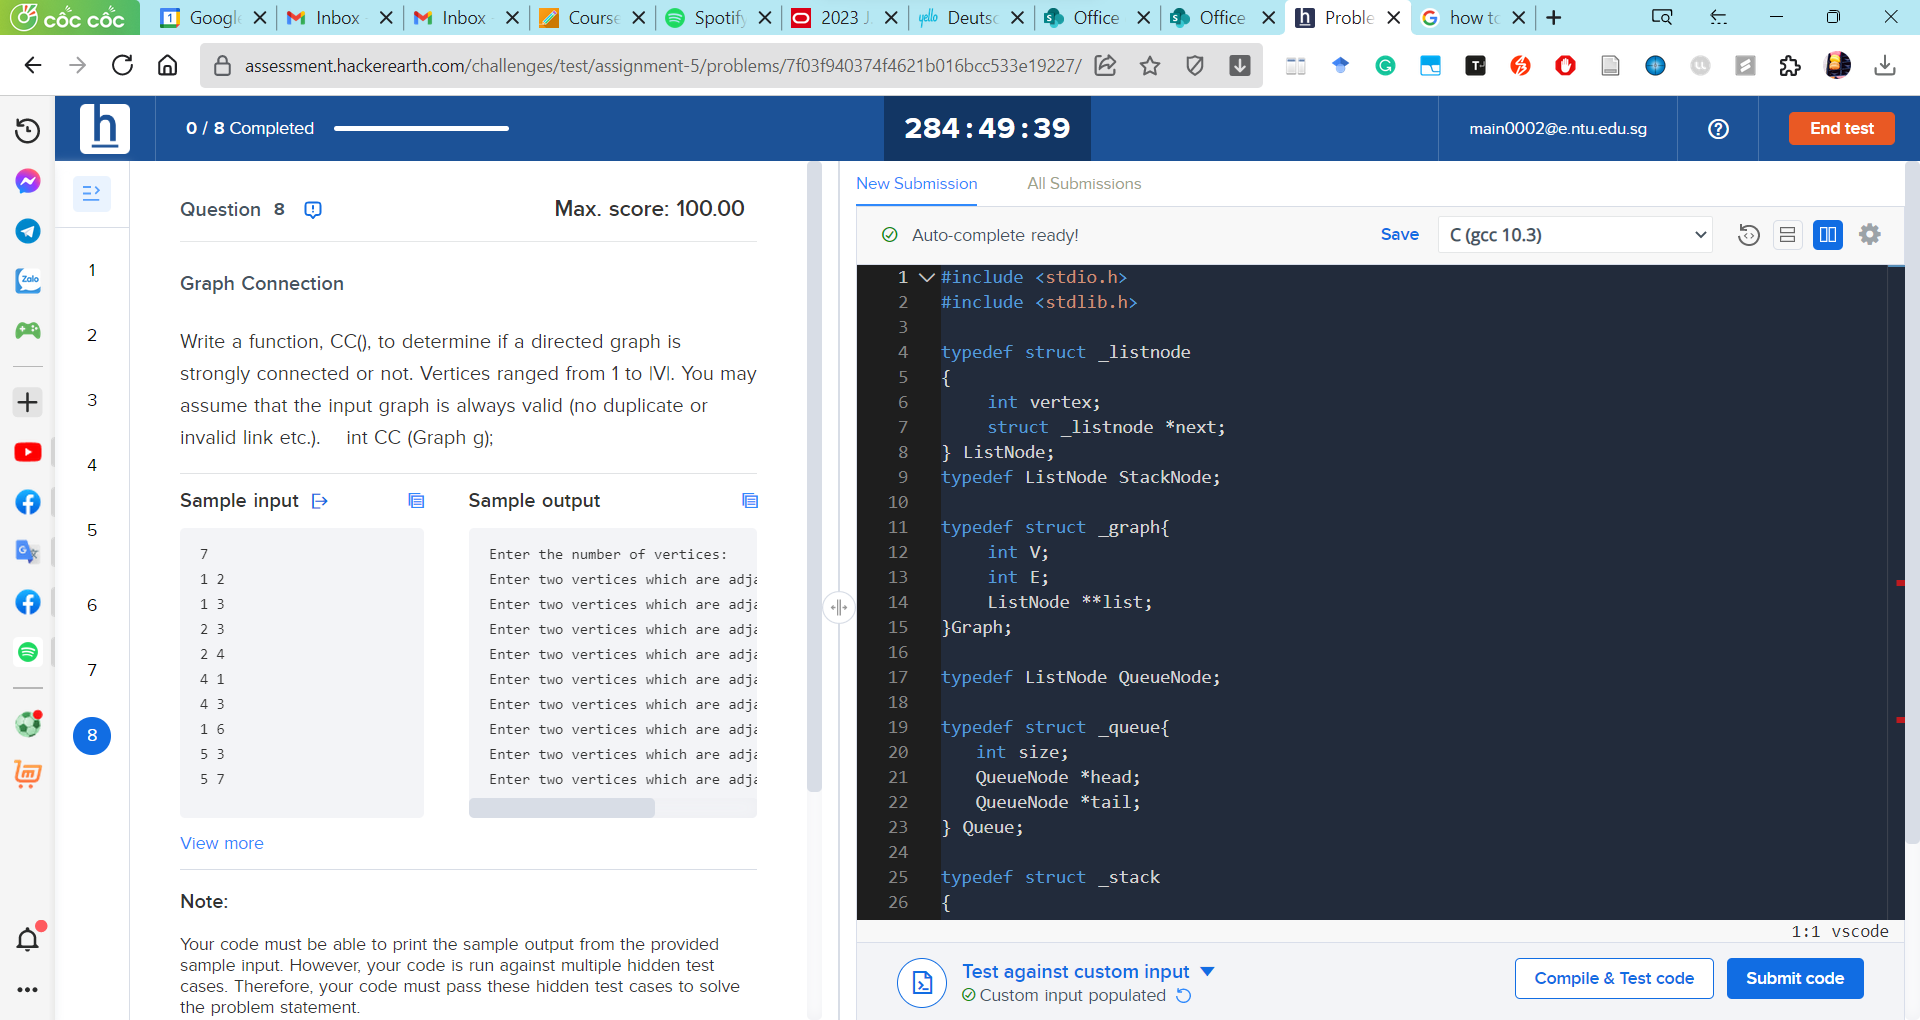 cốc cốc
Google
Inbox
Inbox
Course
Spotify
2023 J
yello Deutsc
Office
Office
Proble
how to
assessment.hackerearth.com/challenges/test/assignment-5/problems/7f03f940374f4621b016bcc533e19227/
0 / 8 Completed
284:49:39
main0002@e.ntu.edu.sg
End test
Zalo
1
2
3
4
5
6
7
8
Question 8
Max. score: 100.00
Graph Connection
Write a function, CC(), to determine if a directed graph is
strongly connected or not. Vertices ranged from 1 to |V|. You may
assume that the input graph is always valid (no duplicate or
invalid link etc.). int CC (Graph g);
Sample input
7
1 2
1 3
2 3
2 4
4 1
4 3
1 6
5 3
5 7
Sample output
Enter the number of vertices:
Enter two vertices which are adja
Enter two vertices which are adja
Enter two vertices which are adja
Enter two vertices which are adja
Enter two vertices which are adja
Enter two vertices which are adja
Enter two vertices which are adja
Enter two vertices which are adja
Enter two vertices which are adja
View more
Note:
Your code must be able to print the sample output from the provided
sample input. However, your code is run against multiple hidden test
cases. Therefore, your code must pass these hidden test cases to solve
the problem statement.
New Submission
All Submissions
Auto-complete ready!
Save
C (gcc 10.3)
1 #include <stdio.h>
2 #include <stdlib.h>
3
4 typedef struct _listnode
5 {
6 int vertex;
7 struct _listnode *next;
8 } ListNode;
9 typedef ListNode StackNode;
10
11 typedef struct _graph{
12 int V;
13 int E;
14 ListNode **list;
15 }Graph;
16
17 typedef ListNode QueueNode;
18
19 typedef struct _queue{
20 int size;
21 QueueNode *head;
22 QueueNode *tail;
23 } Queue;
24
25 typedef struct _stack
26 {
1:1 vscode
Test against custom input
Custom input populated
Compile & Test code
Submit code